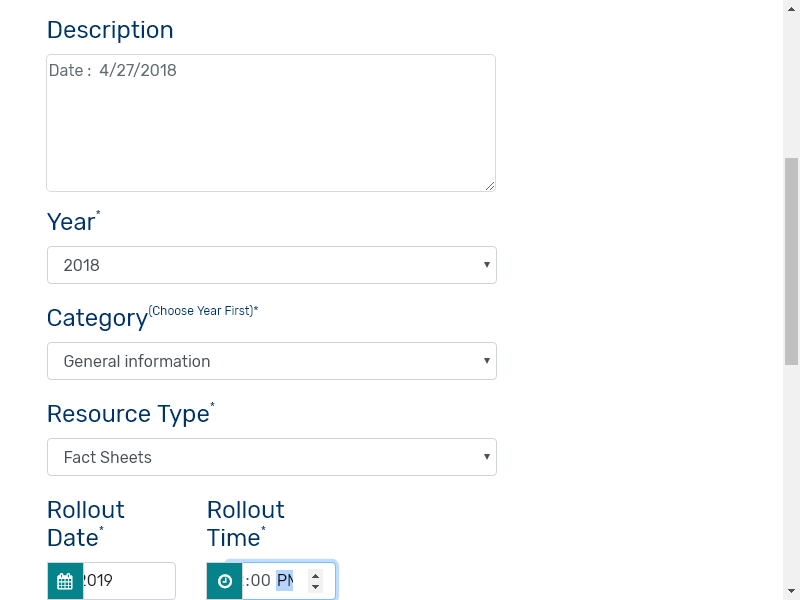 Description
Date : 4/27/2018
Year*
2018
Category(Choose Year First)*
General information
Resource Type*
Fact Sheets
Rollout Date*
Rollout Time*
2019
:00